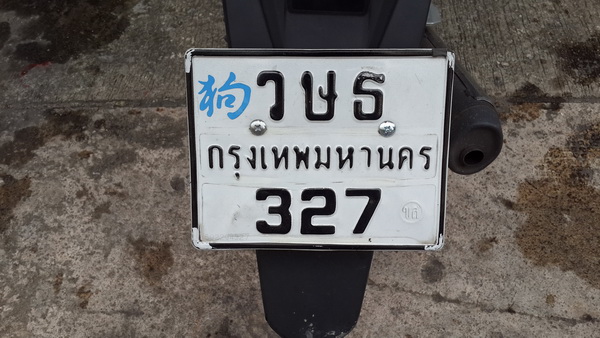 狗 วษธ
กรุงเทพมหานคร
327